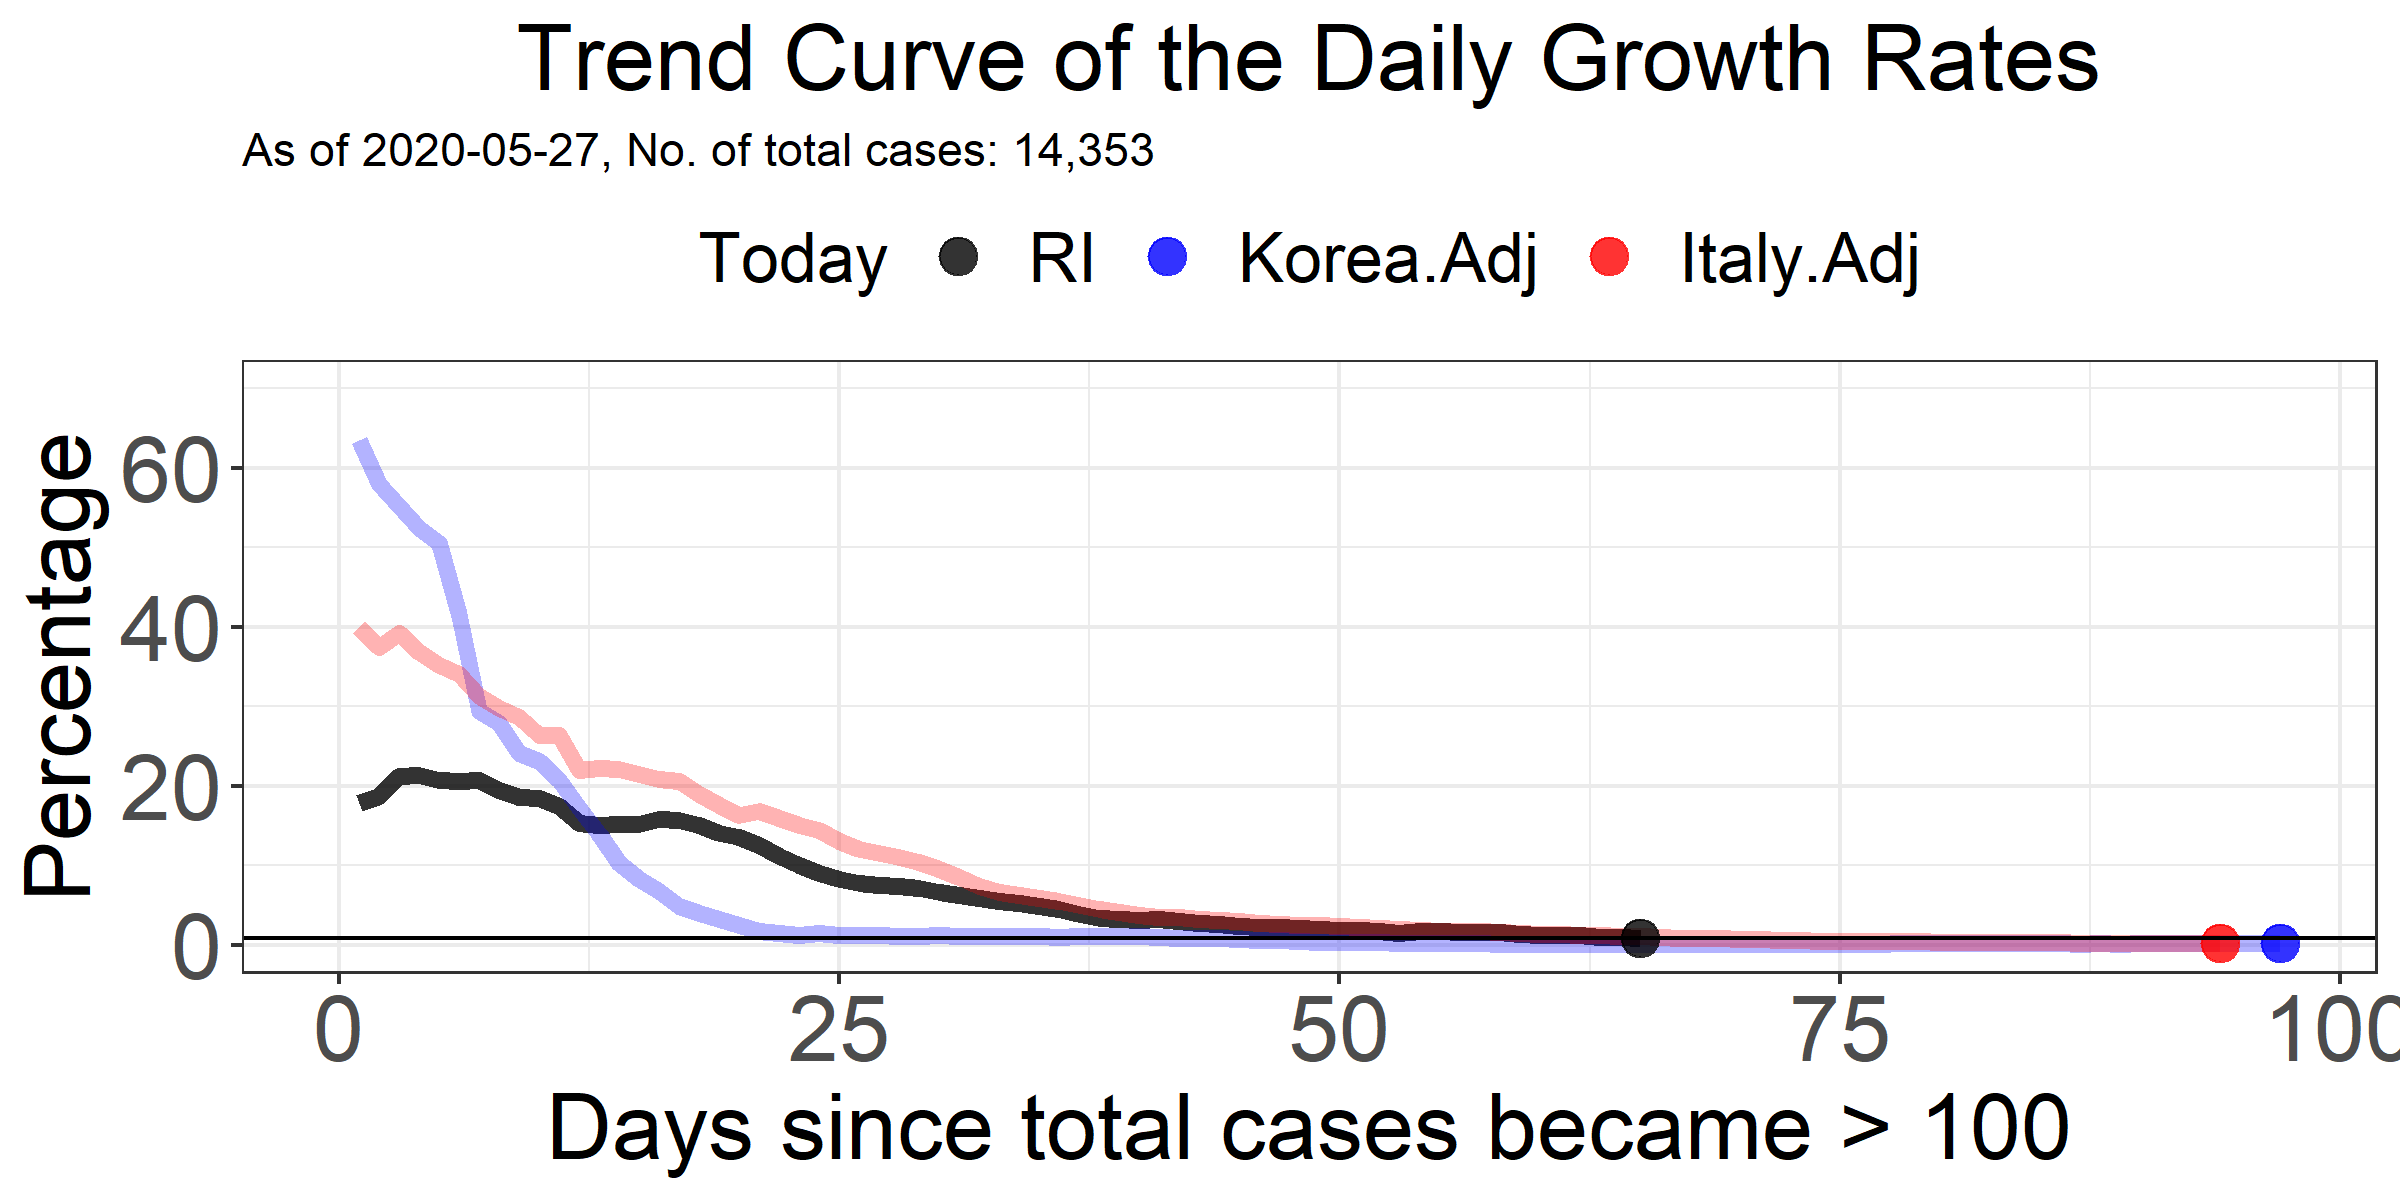 Trend Curve of the Daily Growth Rates
As of 2020-05-27, No. of total cases: 14,353
Today RI Korea.Adj Italy.Adj
Percentage
60
40
20
0
0 25 50 75 100
Days since total cases became > 100